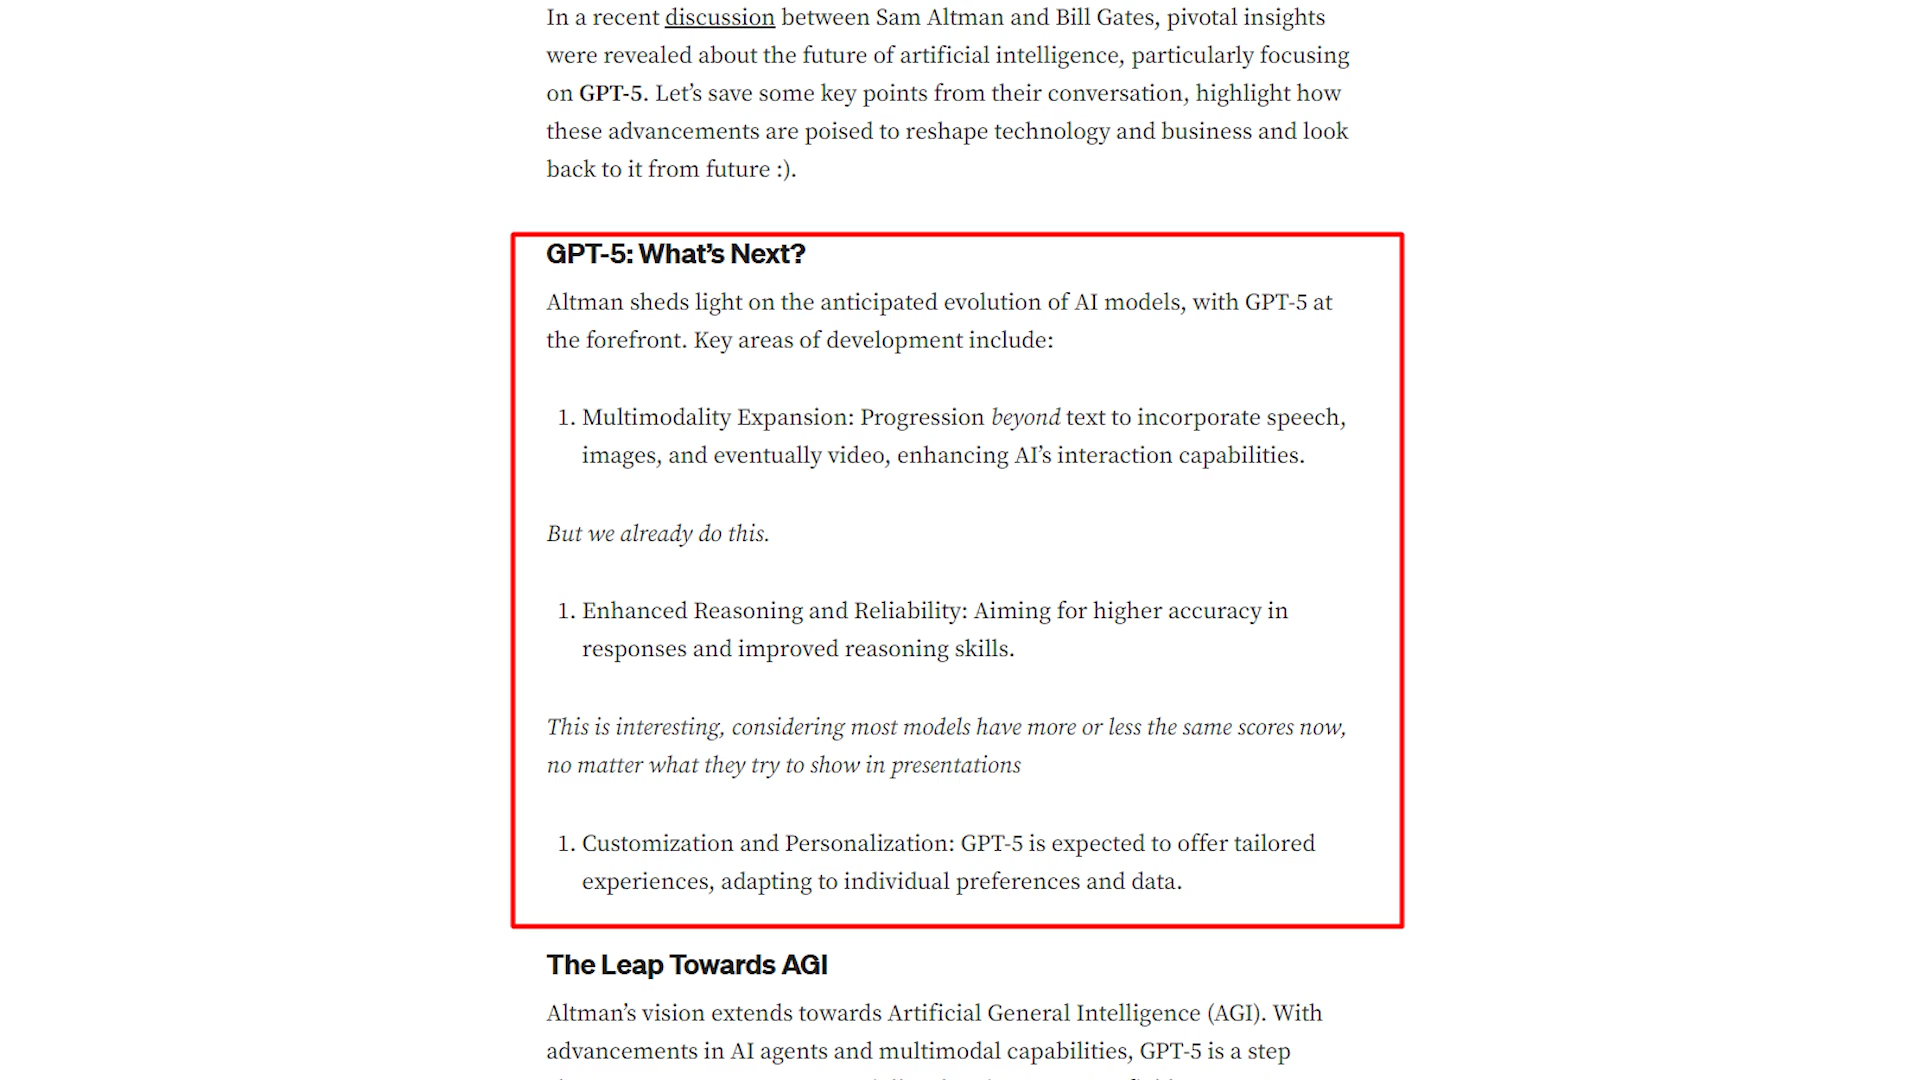 In a recent discussion between Sam Altman and Bill Gates, pivotal insights
were revealed about the future of artificial intelligence, particularly focusing
on GPT-5. Let’s save some key points from their conversation, highlight how
these advancements are poised to reshape technology and business and look
back to it from future :).
GPT-5: What’s Next?
Altman sheds light on the anticipated evolution of AI models, with GPT-5 at
the forefront. Key areas of development include:
1. Multimodality Expansion: Progression beyond text to incorporate speech,
images, and eventually video, enhancing AI’s interaction capabilities.
But we already do this.
1. Enhanced Reasoning and Reliability: Aiming for higher accuracy in
responses and improved reasoning skills.
This is interesting, considering most models have more or less the same scores now,
no matter what they try to show in presentations
1. Customization and Personalization: GPT-5 is expected to offer tailored
experiences, adapting to individual preferences and data.
The Leap Towards AGI
Altman’s vision extends towards Artificial General Intelligence (AGI). With
advancements in AI agents and multimodal capabilities, GPT-5 is a step